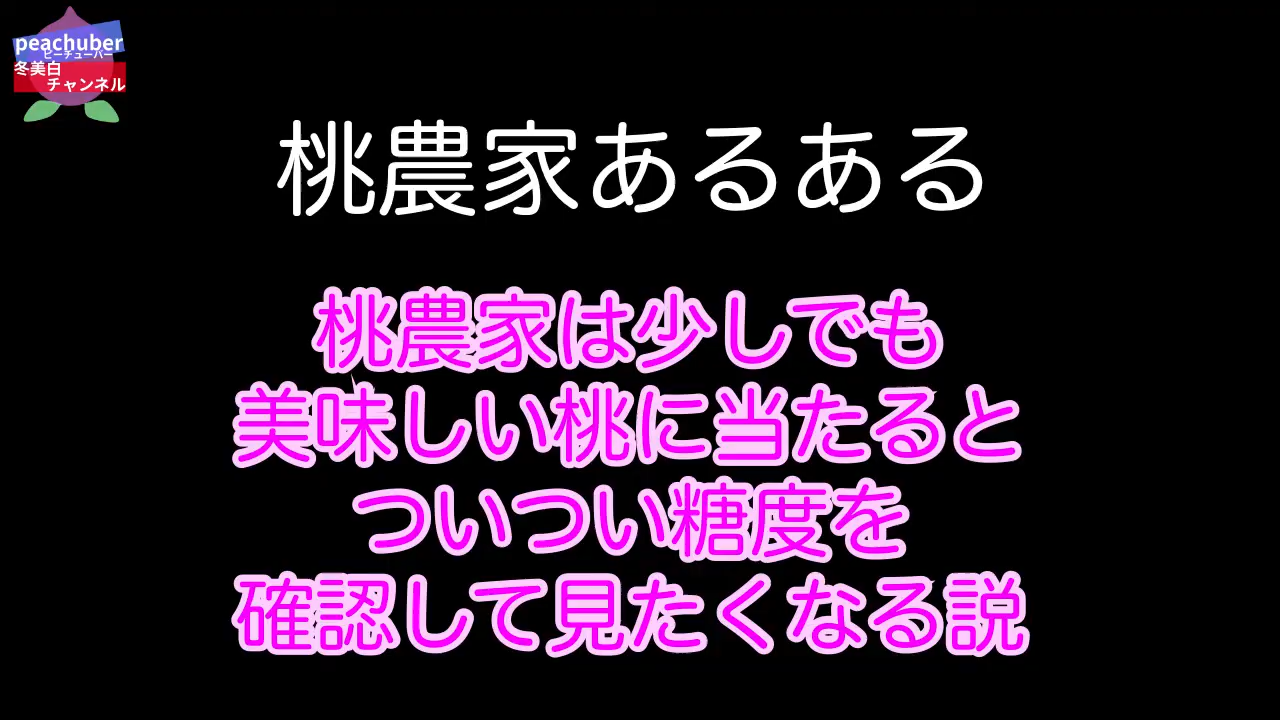 peachuber
ピーチューバー
冬美白
チャンネル
桃農家あるある
桃農家は少しでも
美味しい桃に当たると
ついつい糖度を
確認して見たくなる説